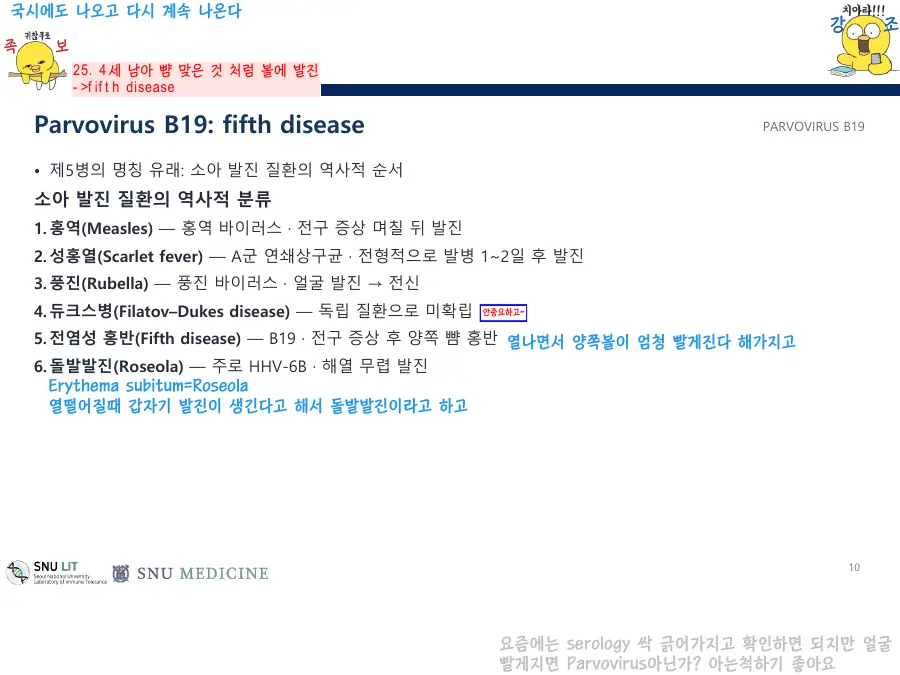 국시에도 나오고 다시 계속 나온다
귀참후포
족 보
치아라!!!
강 조
25. 4세 남아 뺨 맞은 것 처럼 볼에 발진
->fifth disease
Parvovirus B19: fifth disease
PARVOVIRUS B19
• 제5병의 명칭 유래: 소아 발진 질환의 역사적 순서
소아 발진 질환의 역사적 분류
1. 홍역(Measles) — 홍역 바이러스 · 전구 증상 며칠 뒤 발진
2. 성홍열(Scarlet fever) — A군 연쇄상구균 · 전형적으로 발병 1~2일 후 발진
3. 풍진(Rubella) — 풍진 바이러스 · 얼굴 발진 → 전신
4. 듀크스병(Filatov–Dukes disease) — 독립 질환으로 미확립 안중요하고~
5. 전염성 홍반(Fifth disease) — B19 · 전구 증상 후 양쪽 뺨 홍반 열나면서 양쪽볼이 엄청 빨게진다 해가지고
6. 돌발발진(Roseola) — 주로 HHV-6B · 해열 무렵 발진
Erythema subitum=Roseola
열떨어질때 갑자기 발진이 생긴다고 해서 돌발발진이라고 하고
SNU LIT
Seoul National University
Laboratory of Immune Tolerance
SNU MEDICINE
10
요즘에는 serology 싹 긁어가지고 확인하면 되지만 얼굴
빨게지면 Parvovirus아닌가? 아는척하기 좋아요